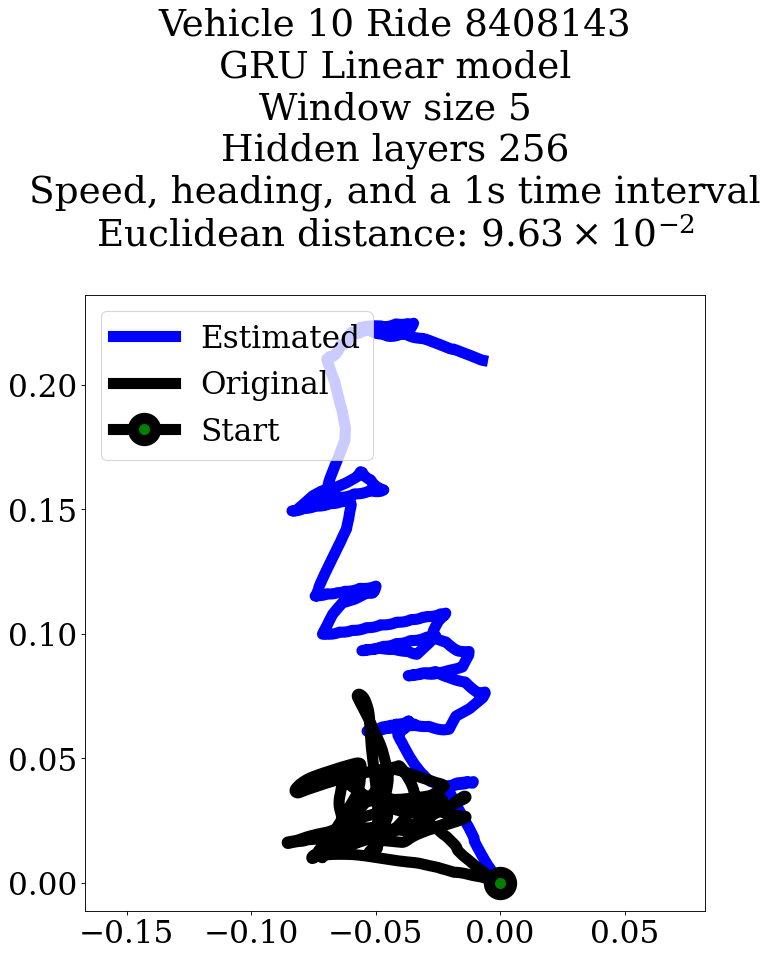 Vehicle 10 Ride 8408143
GRU Linear model
Window size 5
Hidden layers 256
Speed, heading, and a 1s time interval
Euclidean distance: 9.63 × 10⁻²
Estimated
Original
Start
0.20
0.15
0.10
0.05
0.00
−0.15 −0.10 −0.05 0.00 0.05